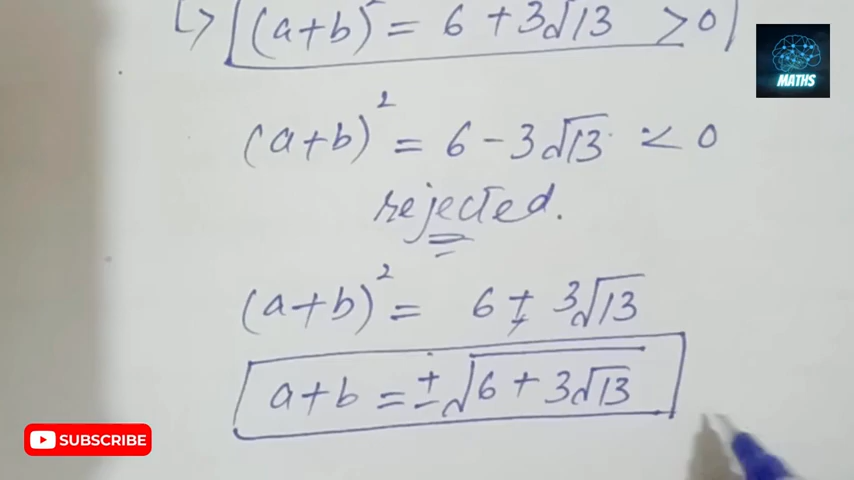 ↳ (a+b)² = 6 + 3√13 > 0
MATHS
(a+b)² = 6 - 3√13 < 0
rejected.
(a+b)² = 6 + 3√13
a+b = ±√(6 + 3√13)
SUBSCRIBE